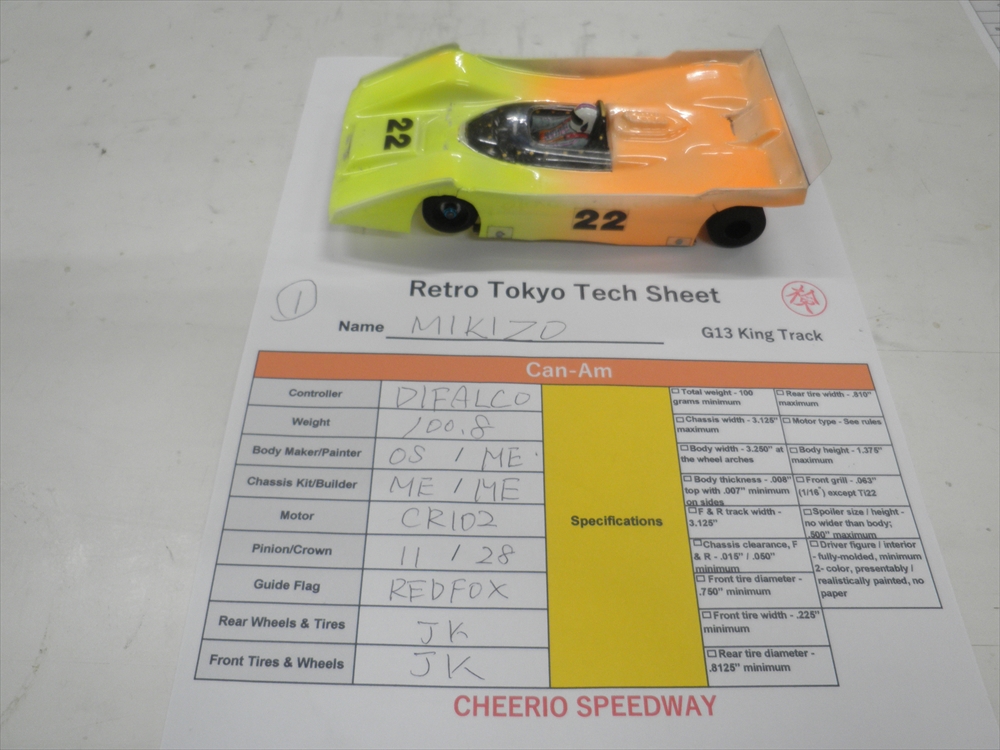 22
22
1
Retro Tokyo Tech Sheet
Name MIKIZO
G13 King Track
Can-Am
Controller DIFALCO
Weight 100.8
Body Maker/Painter OS / ME
Chassis Kit/Builder ME / ME
Motor CR102
Pinion/Crown 11 / 28
Guide Flag REDFOX
Rear Wheels & Tires JK
Front Tires & Wheels JK
Specifications
☐ Total weight - 100
grams minimum
☐ Rear tire width - .810"
maximum
☐ Chassis width - 3.125"
maximum
☐ Motor type - See rules
☐ Body width - 3.250" at
the wheel arches
☐ Body height - 1.375"
maximum
☐ Body thickness - .008"
top with .007" minimum
on sides
☐ Front grill - .063"
(1/16") except Ti22
☐ F & R track width -
3.125"
☐ Spoiler size / height -
no wider than body;
.500" maximum
☐ Chassis clearance, F
& R - .015" / .050"
minimum
☐ Driver figure / interior
- fully-molded, minimum
2- color, presentably /
realistically painted, no
paper
☐ Front tire diameter -
.750" minimum
☐ Front tire width - .225"
minimum
☐ Rear tire diameter -
.8125" minimum
CHEERIO SPEEDWAY